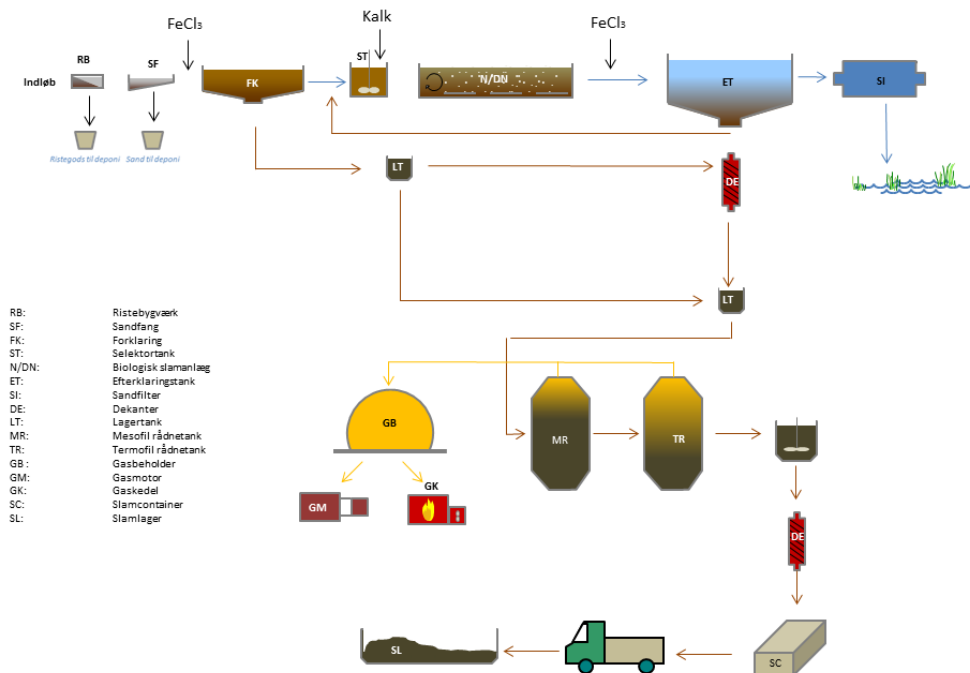 FeCl₃
Kalk
FeCl₃
RB
SF
ST
Indløb
FK
N/DN
ET
SI
Ristegods til deponi
Sand til deponi
LT
DE
LT
RB: Ristebygværk
SF: Sandfang
FK: Forklaring
ST: Selektortank
N/DN: Biologisk slamanlæg
ET: Efterklaringstank
SI: Sandfilter
DE: Dekanter
LT: Lagertank
MR: Mesofil rådnetank
TR: Termofil rådnetank
GB : Gasbeholder
GM: Gasmotor
GK: Gaskedel
SC: Slamcontainer
SL: Slamlager
GB
MR
TR
GK
GM
DE
SL
SC